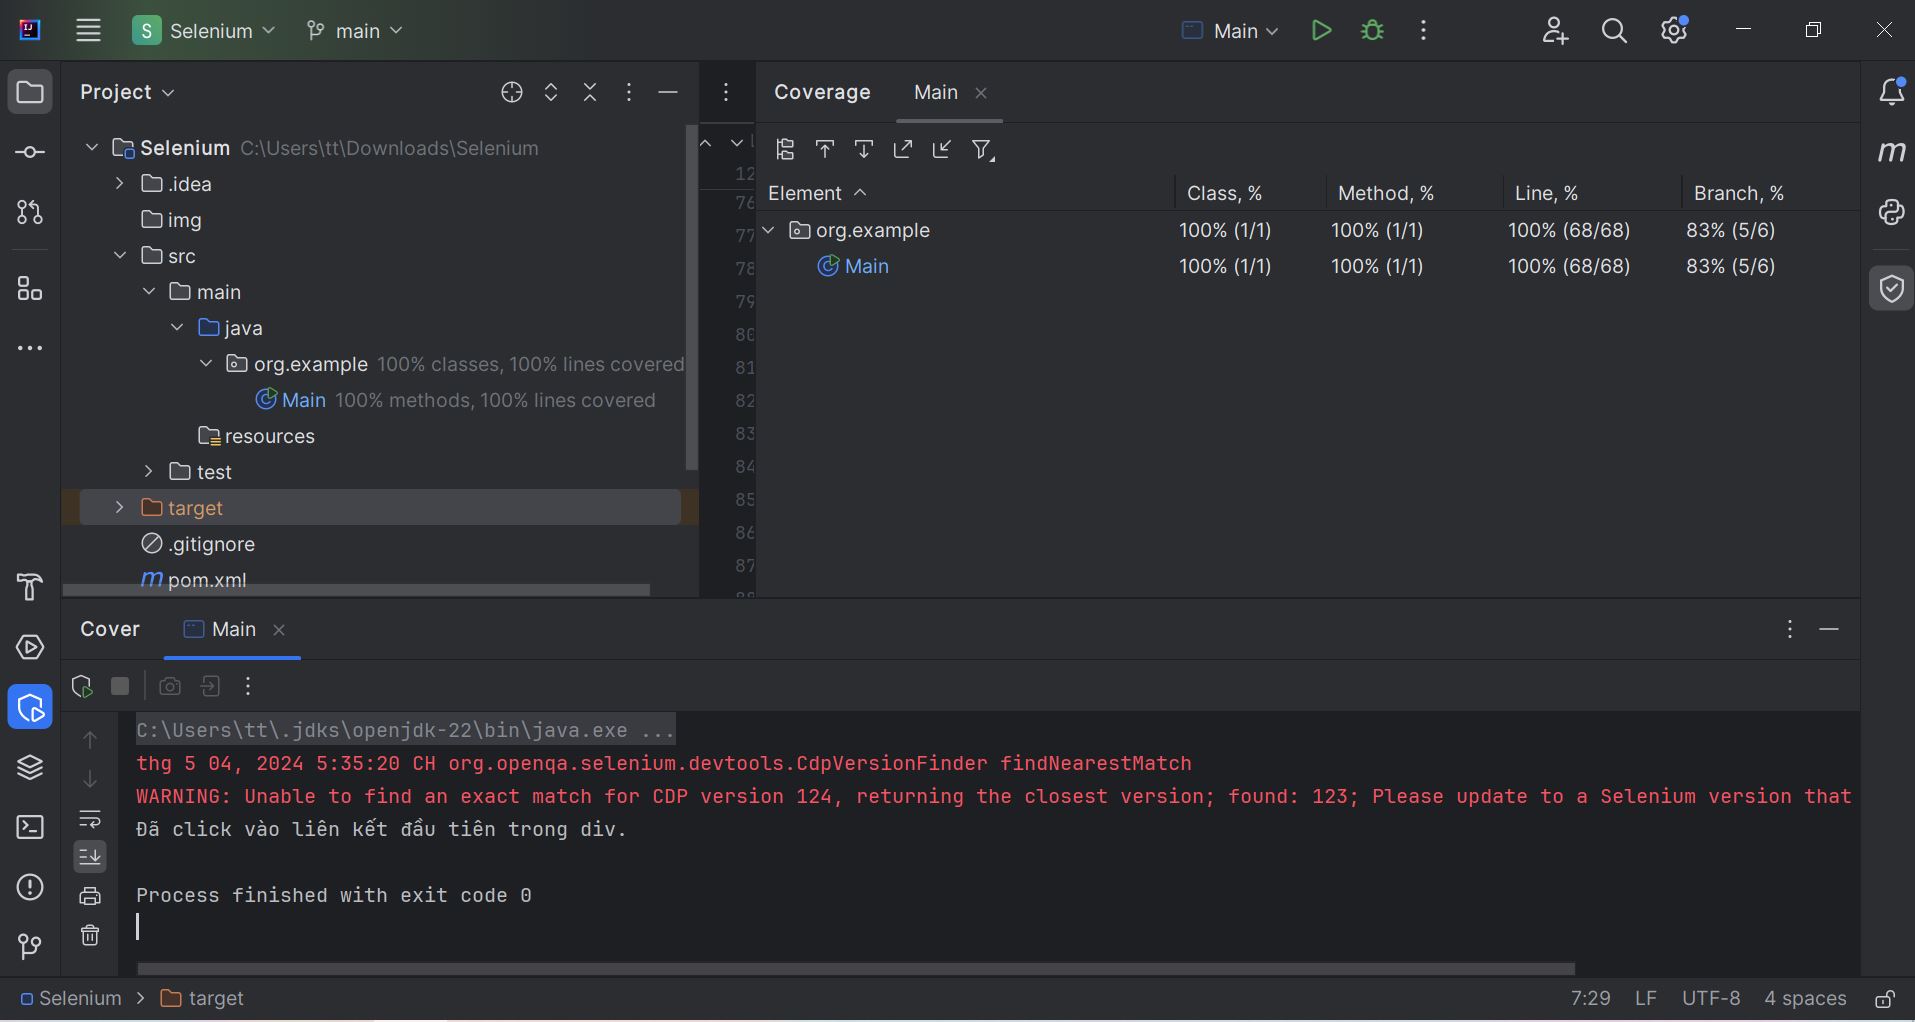 S Selenium main
Main
Project
Coverage Main
Selenium C:\Users\tt\Downloads\Selenium
.idea
img
src
main
java
org.example 100% classes, 100% lines covered
Main 100% methods, 100% lines covered
resources
test
target
.gitignore
pom.xml
12
76
77
78
79
80
81
82
83
84
85
86
87
88
Element Class, % Method, % Line, % Branch, %
org.example 100% (1/1) 100% (1/1) 100% (68/68) 83% (5/6)
Main 100% (1/1) 100% (1/1) 100% (68/68) 83% (5/6)
Cover Main
C:\Users\tt\.jdks\openjdk-22\bin\java.exe ...
thg 5 04, 2024 5:35:20 CH org.openqa.selenium.devtools.CdpVersionFinder findNearestMatch
WARNING: Unable to find an exact match for CDP version 124, returning the closest version; found: 123; Please update to a Selenium version that
Đã click vào liên kết đầu tiên trong div.
Process finished with exit code 0
Selenium > target
7:29 LF UTF-8 4 spaces